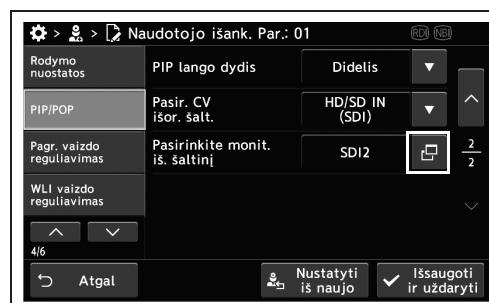 > > Naudotojo išank. Par.: 01 RDI NBI
Rodymo
nuostatos
PIP lango dydis Didelis
PIP/POP
Pasir. CV
išor. šalt.
HD/SD IN
(SDI)
Pagr. vaizdo
reguliavimas
Pasirinkite monit.
iš. šaltinį
SDI2
2
2
WLI vaizdo
reguliavimas
4/6
Atgal
Nustatyti
iš naujo
Išsaugoti
ir uždaryti